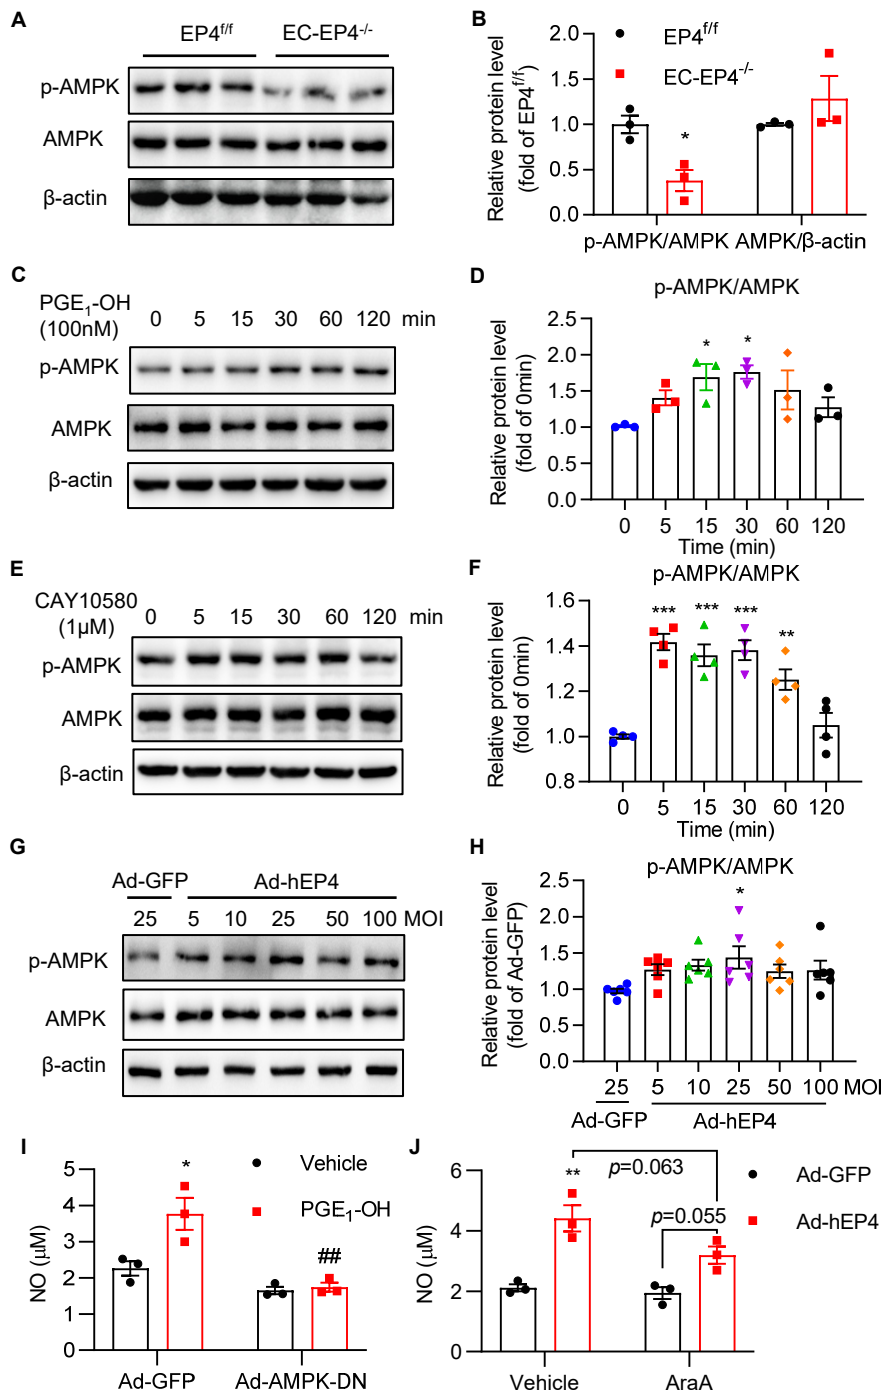 A
EP4f/f
EC-EP4-/-
p-AMPK
AMPK
β-actin
B
Relative protein level
(fold of EP4f/f)
2.0
1.5
1.0
0.5
0.0
EP4f/f
EC-EP4-/-
*
p-AMPK/AMPK
AMPK/β-actin
C
PGE1-OH
(100nM)
0 5 15 30 60 120 min
p-AMPK
AMPK
β-actin
D
p-AMPK/AMPK
Relative protein level
(fold of 0min)
2.5
2.0
1.5
1.0
0.5
0.0
* *
0 5 15 30 60 120
Time (min)
E
CAY10580
(1μM)
0 5 15 30 60 120 min
p-AMPK
AMPK
β-actin
F
p-AMPK/AMPK
Relative protein level
(fold of 0min)
1.6
1.4
1.2
1.0
0.8
*** *** *** **
0 5 15 30 60 120
Time (min)
G
Ad-GFP Ad-hEP4
25 5 10 25 50 100 MOI
p-AMPK
AMPK
β-actin
H
p-AMPK/AMPK
Relative protein level
(fold of Ad-GFP)
2.5
2.0
1.5
1.0
0.5
0.0
*
25 5 10 25 50 100 MOI
Ad-GFP Ad-hEP4
I
NO (μM)
5
4
3
2
1
0
*
##
Vehicle
PGE1-OH
Ad-GFP Ad-AMPK-DN
J
NO (μM)
6
4
2
0
**
p=0.063
p=0.055
Ad-GFP
Ad-hEP4
Vehicle AraA